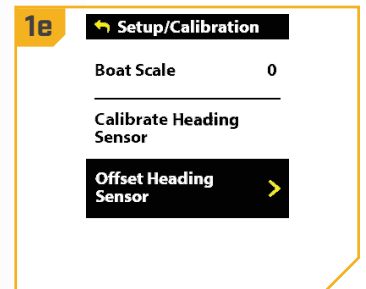 1e
Setup/Calibration
Boat Scale 0
Calibrate Heading
Sensor
Offset Heading
Sensor